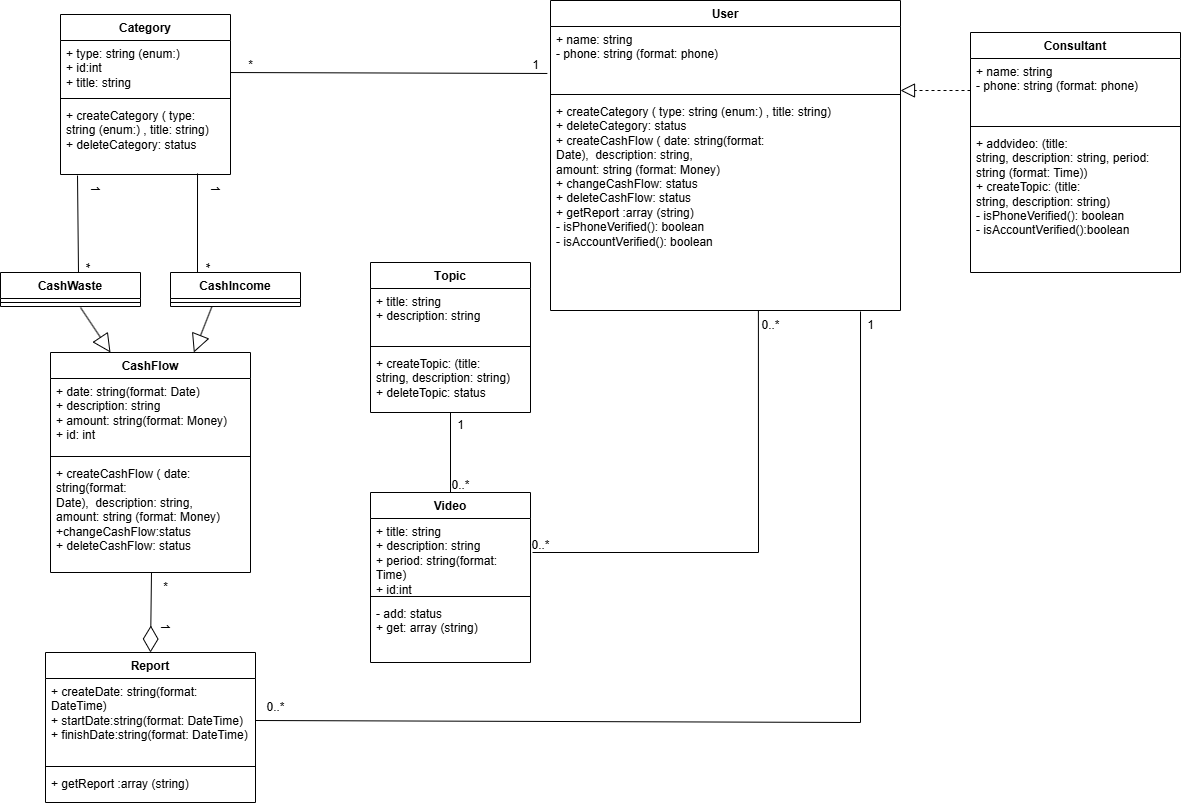 Category
+ type: string (enum:)
+ id:int
+ title: string
+ createCategory ( type:
string (enum:) , title: string)
+ deleteCategory: status
*
1
User
+ name: string
- phone: string (format: phone)
+ createCategory ( type: string (enum:) , title: string)
+ deleteCategory: status
+ createCashFlow ( date: string(format:
Date),  description: string,
amount: string (format: Money)
+ changeCashFlow: status
+ deleteCashFlow: status
+ getReport :array (string)
- isPhoneVerified(): boolean
- isAccountVerified(): boolean
Consultant
+ name: string
- phone: string (format: phone)
+ addvideo: (title:
string, description: string, period:
string (format: Time))
+ createTopic: (title:
string, description: string)
- isPhoneVerified(): boolean
- isAccountVerified():boolean
1
1
*
*
CashWaste
CashIncome
Topic
+ title: string
+ description: string
+ createTopic: (title:
string, description: string)
+ deleteTopic: status
1
0..*
0..*
1
CashFlow
+ date: string(format: Date)
+ description: string
+ amount: string(format: Money)
+ id: int
+ createCashFlow ( date:
string(format:
Date),  description: string,
amount: string (format: Money)
+changeCashFlow:status
+ deleteCashFlow: status
Video
+ title: string
+ description: string
+ period: string(format:
Time)
+ id:int
- add: status
+ get: array (string)
0..*
*
1
Report
+ createDate: string(format:
DateTime)
+ startDate:string(format: DateTime)
+ finishDate:string(format: DateTime)
+ getReport :array (string)
0..*